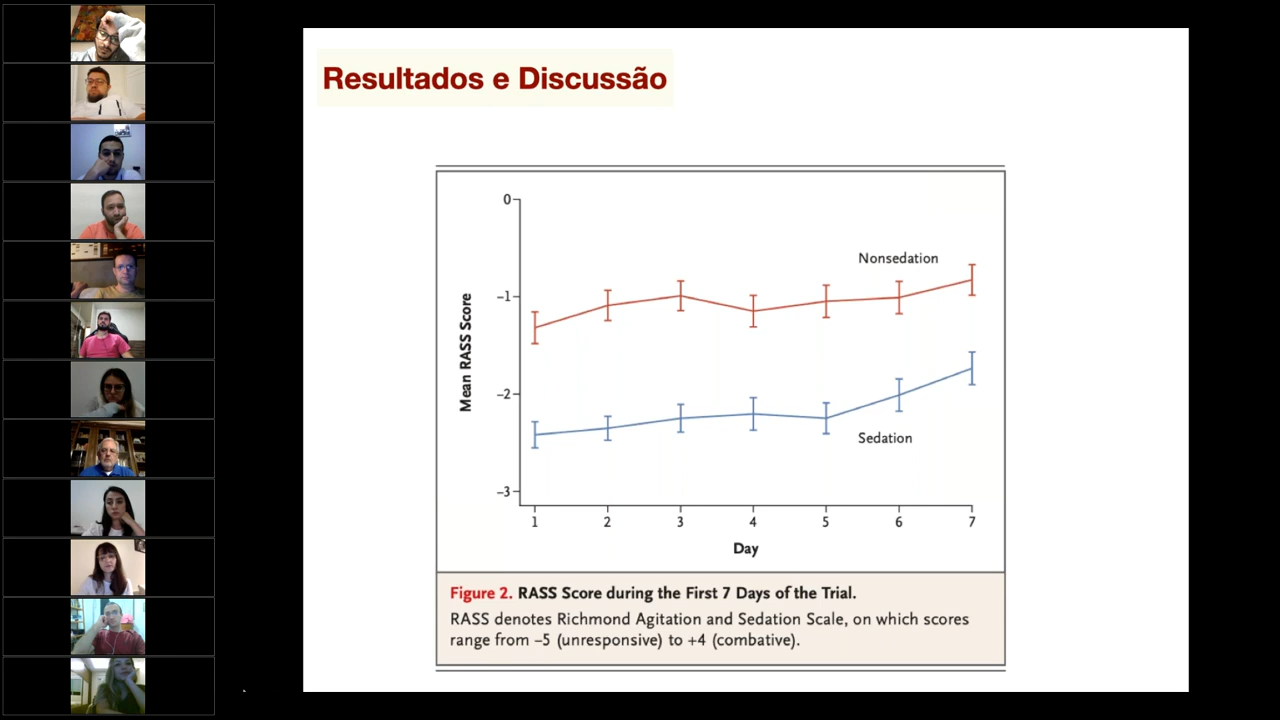 Resultados e Discussão
0
Nonsedation
−1
Mean RASS Score
−2
Sedation
−3
1 2 3 4 5 6 7
Day
Figure 2. RASS Score during the First 7 Days of the Trial.
RASS denotes Richmond Agitation and Sedation Scale, on which scores
range from −5 (unresponsive) to +4 (combative).